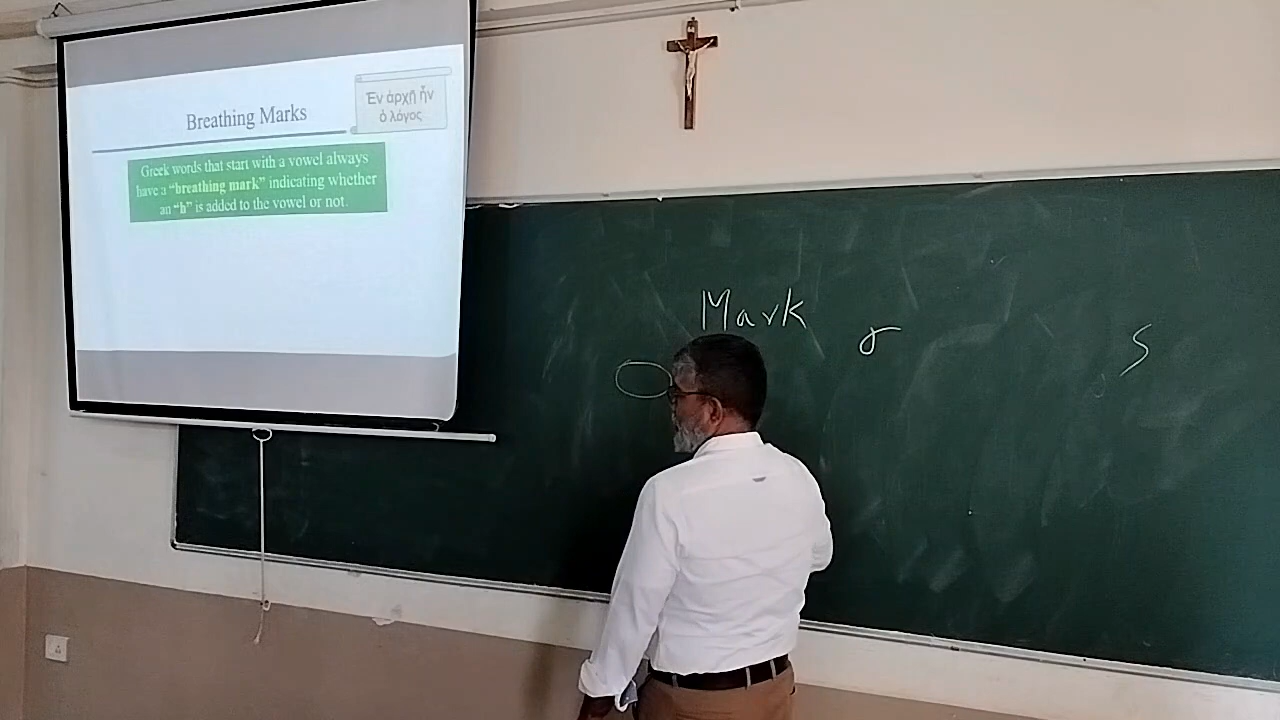 Breathing Marks
Ἐν ἀρχῇ ἦν
ὁ λόγος
Greek words that start with a vowel always
have a “breathing mark” indicating whether
an “h” is added to the vowel or not.
Mark
σ
s